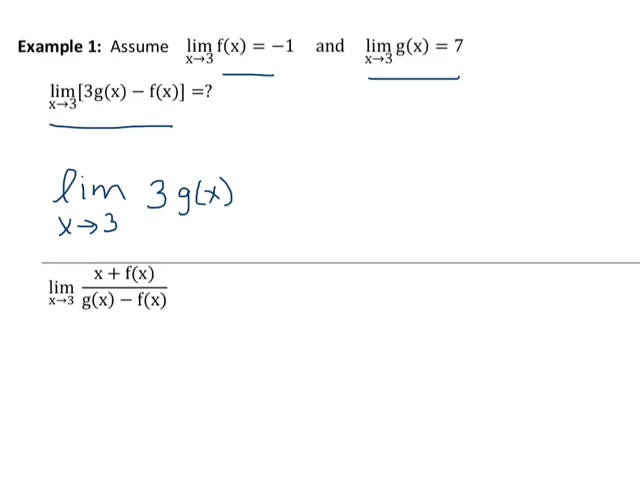 Example 1: Assume lim x→3 f(x) = −1 and lim x→3 g(x) = 7
lim x→3 [3g(x) − f(x)] =?
lim x→3 3 g(x)
lim x→3 x + f(x) / g(x) − f(x)